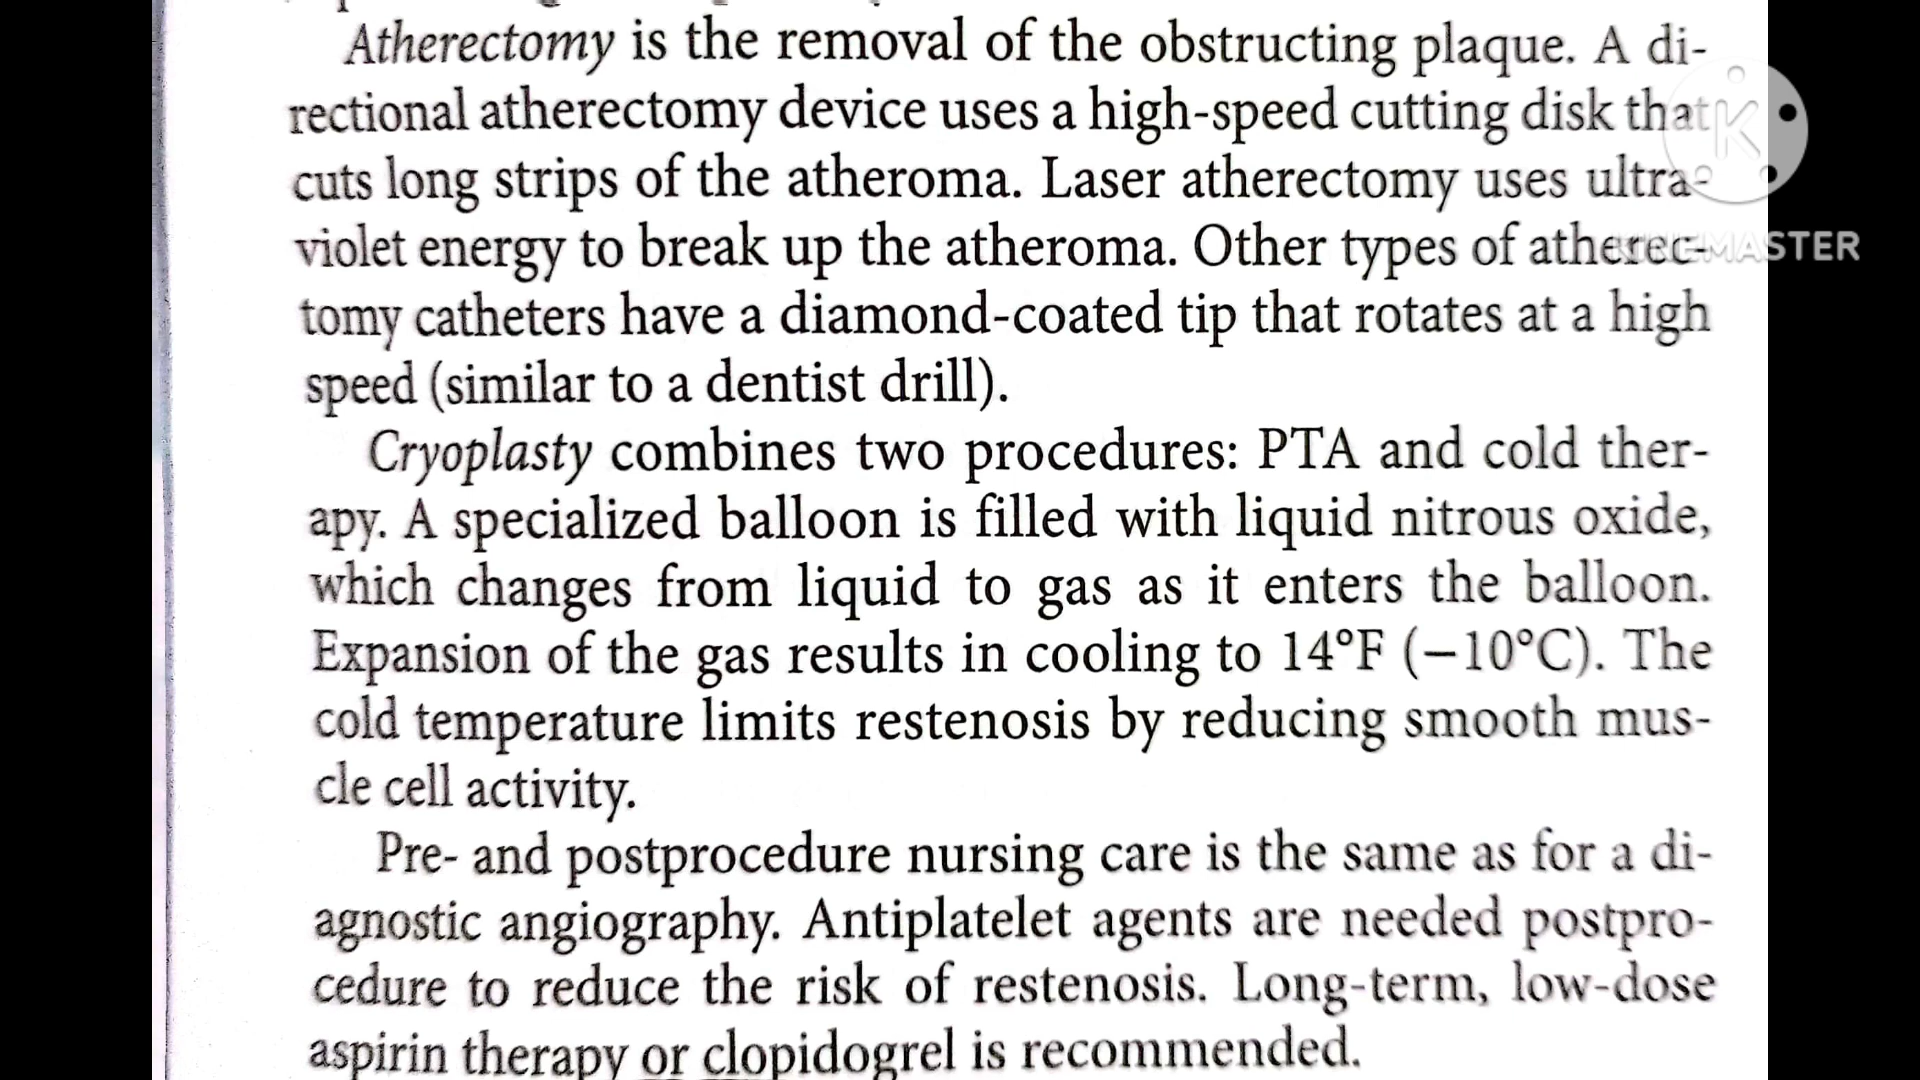 Atherectomy is the removal of the obstructing plaque. A di-
rectional atherectomy device uses a high-speed cutting disk that
cuts long strips of the atheroma. Laser atherectomy uses ultra-
violet energy to break up the atheroma. Other types of atherec-
tomy catheters have a diamond-coated tip that rotates at a high
speed (similar to a dentist drill).
Cryoplasty combines two procedures: PTA and cold ther-
apy. A specialized balloon is filled with liquid nitrous oxide,
which changes from liquid to gas as it enters the balloon.
Expansion of the gas results in cooling to 14°F (−10°C). The
cold temperature limits restenosis by reducing smooth mus-
cle cell activity.
Pre- and postprocedure nursing care is the same as for a di-
agnostic angiography. Antiplatelet agents are needed postpro-
cedure to reduce the risk of restenosis. Long-term, low-dose
aspirin therapy or clopidogrel is recommended.
K
KINEMASTER